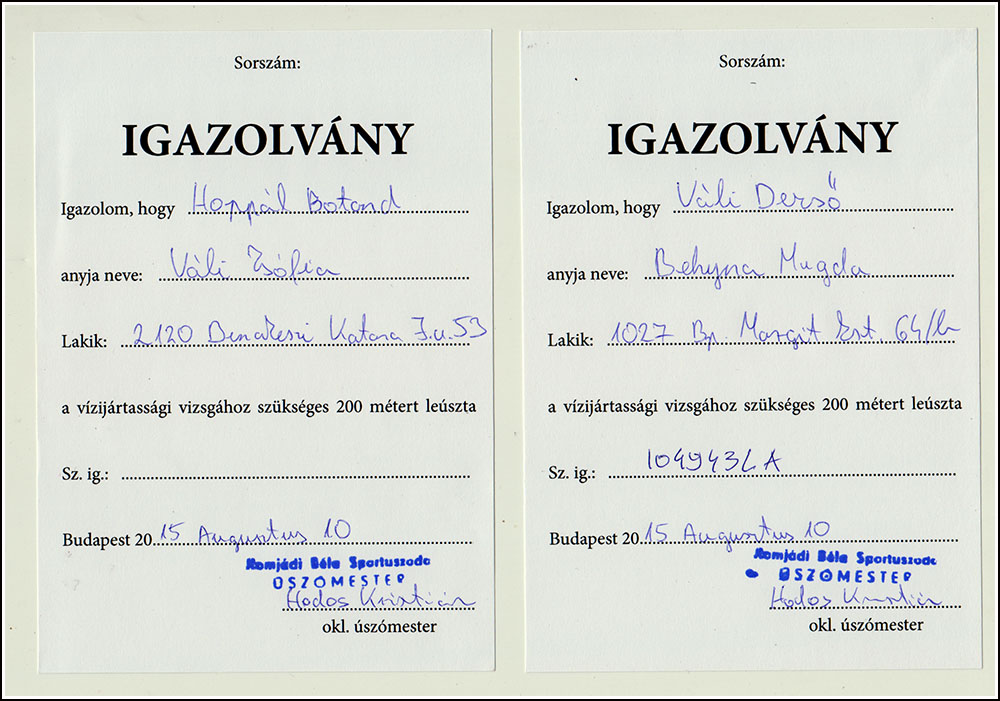 Sorszám:
IGAZOLVÁNY
Igazolom, hogy Hoppál Botond
anyja neve: Váli Zsófia
Lakik: 2120 Katona J.u.53
a vízijártassági vizsgához szükséges 200 métert leúszta
Sz. ig.:
Budapest 2015 Augusztus 10
Komjádi Béla Sportuszoda
ÚSZÓMESTER
Hodos Krisztián
okl. úszómester
Sorszám:
IGAZOLVÁNY
Igazolom, hogy Váli Derső
anyja neve: Behyna Magda
Lakik: 1027 Bp. Margit krt. 64/b
a vízijártassági vizsgához szükséges 200 métert leúszta
Sz. ig.: 104943LA
Budapest 2015 Augusztus 10
Komjádi Béla Sportuszoda
ÚSZÓMESTER
Hodos Krisztián
okl. úszómester